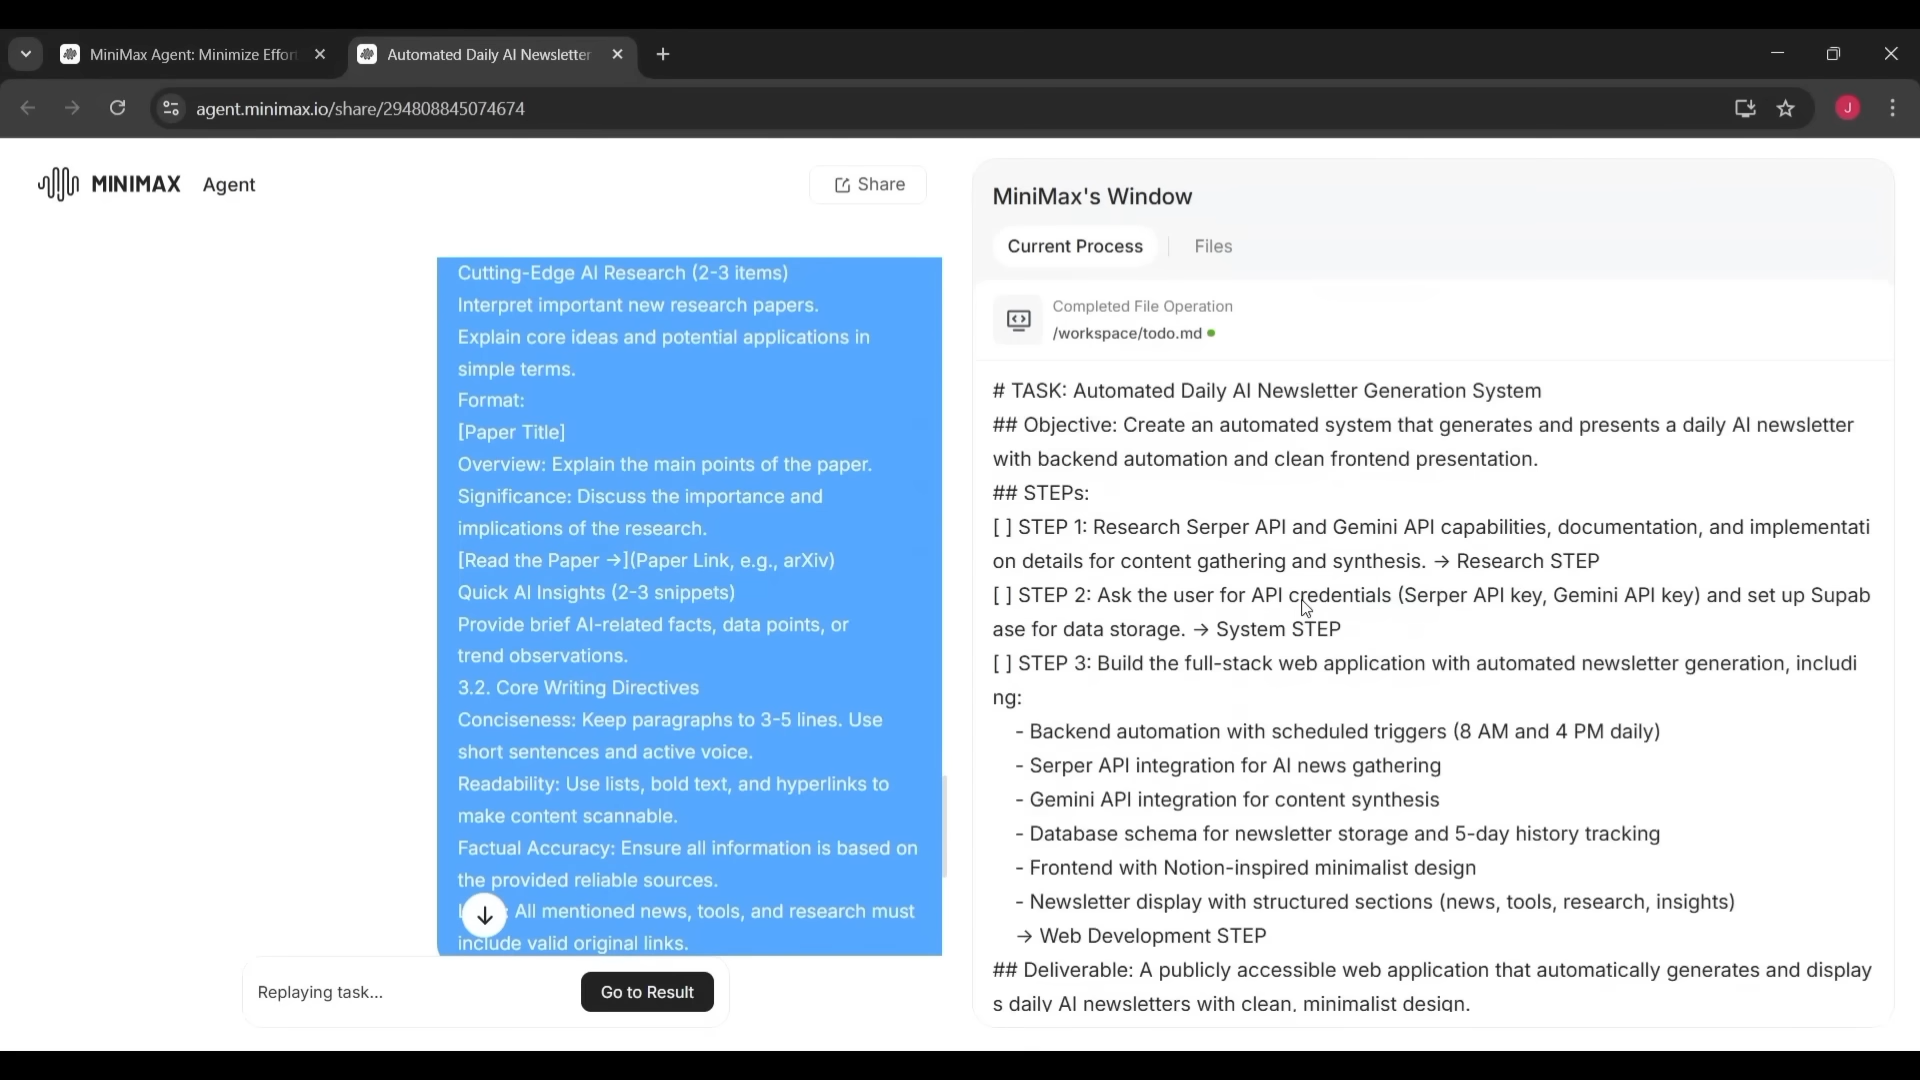 MiniMax Agent: Minimize Effor
Automated Daily AI Newsletter
agent.minimax.io/share/294808845074674
J
MINIMAX Agent
Share
Cutting-Edge AI Research (2-3 items)
Interpret important new research papers.
Explain core ideas and potential applications in
simple terms.
Format:
[Paper Title]
Overview: Explain the main points of the paper.
Significance: Discuss the importance and
implications of the research.
[Read the Paper →](Paper Link, e.g., arXiv)
Quick AI Insights (2-3 snippets)
Provide brief AI-related facts, data points, or
trend observations.
3.2. Core Writing Directives
Conciseness: Keep paragraphs to 3-5 lines. Use
short sentences and active voice.
Readability: Use lists, bold text, and hyperlinks to
make content scannable.
Factual Accuracy: Ensure all information is based on
the provided reliable sources.
All mentioned news, tools, and research must
include valid original links.
Replaying task...
Go to Result
MiniMax's Window
Current Process
Files
Completed File Operation
/workspace/todo.md
# TASK: Automated Daily AI Newsletter Generation System
## Objective: Create an automated system that generates and presents a daily AI newsletter
with backend automation and clean frontend presentation.
## STEPs:
[ ] STEP 1: Research Serper API and Gemini API capabilities, documentation, and implementati
on details for content gathering and synthesis. → Research STEP
[ ] STEP 2: Ask the user for API credentials (Serper API key, Gemini API key) and set up Supab
ase for data storage. → System STEP
[ ] STEP 3: Build the full-stack web application with automated newsletter generation, includi
ng:
- Backend automation with scheduled triggers (8 AM and 4 PM daily)
- Serper API integration for AI news gathering
- Gemini API integration for content synthesis
- Database schema for newsletter storage and 5-day history tracking
- Frontend with Notion-inspired minimalist design
- Newsletter display with structured sections (news, tools, research, insights)
→ Web Development STEP
## Deliverable: A publicly accessible web application that automatically generates and display
s daily AI newsletters with clean, minimalist design.